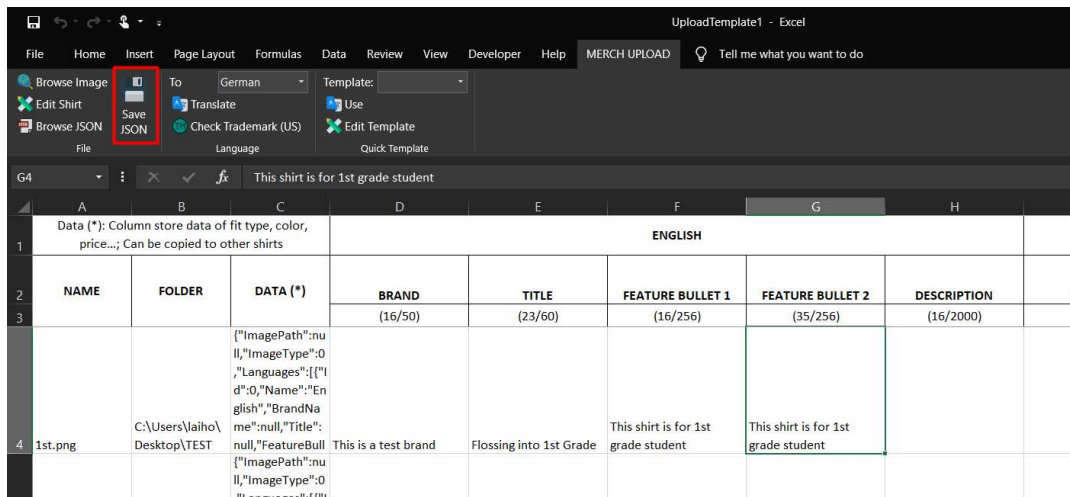 UploadTemplate1 - Excel
File Home Insert Page Layout Formulas Data Review View Developer Help MERCH UPLOAD Tell me what you want to do
Browse Image
Edit Shirt
Browse JSON
File
Save
JSON
To German
Translate
Check Trademark (US)
Language
Template:
Use
Edit Template
Quick Template
G4 fx This shirt is for 1st grade student
A B C D E F G H
1
Data (*): Column store data of fit type, color,
price...; Can be copied to other shirts
ENGLISH
2
NAME FOLDER DATA (*) BRAND TITLE FEATURE BULLET 1 FEATURE BULLET 2 DESCRIPTION
3 (16/50) (23/60) (16/256) (35/256) (16/2000)
4 1st.png
C:\Users\laiho\
Desktop\TEST
{"ImagePath":nu
ll,"ImageType":0
,"Languages":[{"I
d":0,"Name":"En
glish","BrandNa
me":null,"Title":
null,"FeatureBull
This is a test brand
Flossing into 1st Grade
This shirt is for 1st
grade student
This shirt is for 1st
grade student
{"ImagePath":nu
ll,"ImageType":0